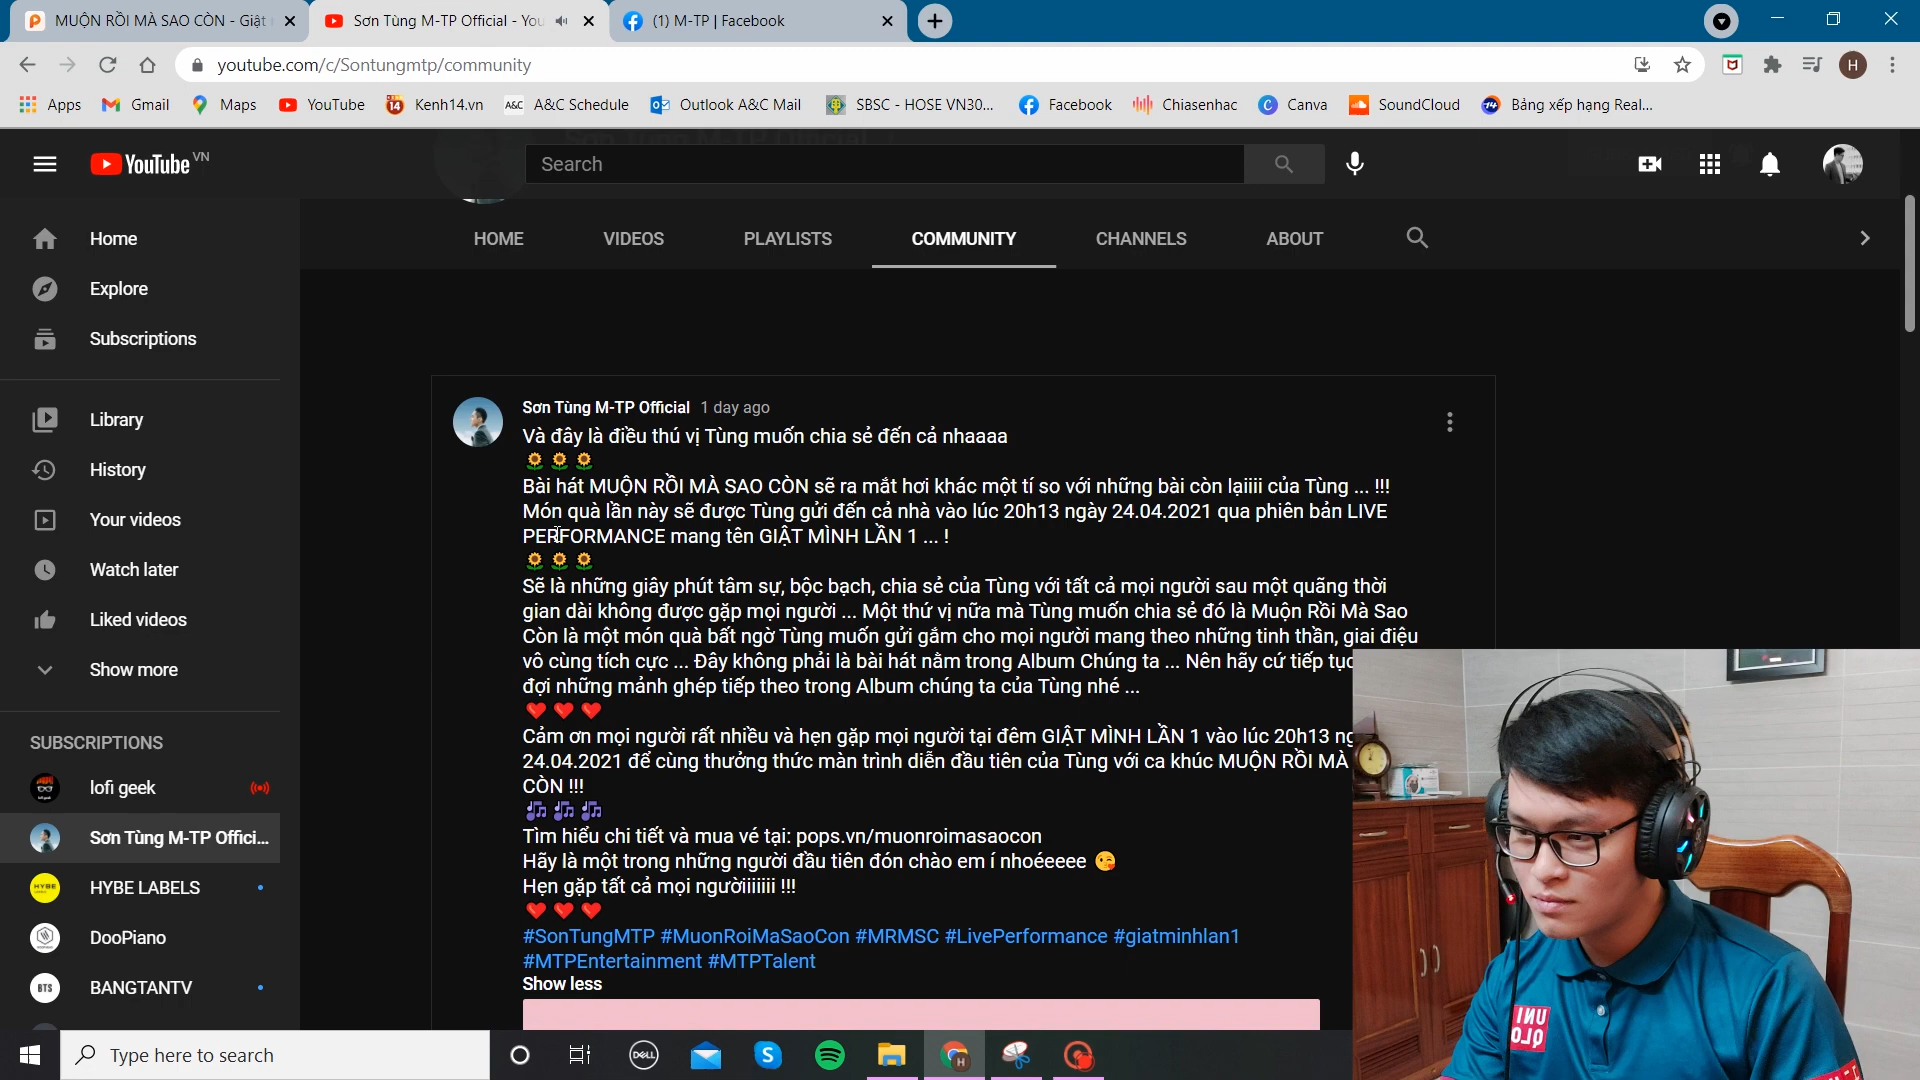 MUỘN RỒI MÀ SAO CÒN - Giật
Sơn Tùng M-TP Official - You
(1) M-TP | Facebook
youtube.com/c/Sontungmtp/community
H
Apps
Gmail
Maps
YouTube
14
Kenh14.vn
A&C
A&C Schedule
Outlook A&C Mail
SBSC - HOSE VN30...
Facebook
Chiasenhac
Canva
SoundCloud
Bảng xếp hạng Real...
YouTube VN
Search
Home
Explore
Subscriptions
Library
History
Your videos
Watch later
Liked videos
Show more
SUBSCRIPTIONS
lofi geek
Sơn Tùng M-TP Offici...
HYBE
HYBE LABELS
DooPiano
BTS
BANGTANTV
HOME
VIDEOS
PLAYLISTS
COMMUNITY
CHANNELS
ABOUT
Sơn Tùng M-TP Official 1 day ago
Và đây là điều thú vị Tùng muốn chia sẻ đến cả nhaaaa
🌻🌻🌻
Bài hát MUỘN RỒI MÀ SAO CÒN sẽ ra mắt hơi khác một tí so với những bài còn lạiiii của Tùng ... !!!
Món quà lần này sẽ được Tùng gửi đến cả nhà vào lúc 20h13 ngày 24.04.2021 qua phiên bản LIVE
PERFORMANCE mang tên GIẬT MÌNH LẦN 1 ... !
🌻🌻🌻
Sẽ là những giây phút tâm sự, bộc bạch, chia sẻ của Tùng với tất cả mọi người sau một quãng thời
gian dài không được gặp mọi người ... Một thứ vị nữa mà Tùng muốn chia sẻ đó là Muộn Rồi Mà Sao
Còn là một món quà bất ngờ Tùng muốn gửi gắm cho mọi người mang theo những tinh thần, giai điệu
vô cùng tích cực ... Đây không phải là bài hát nằm trong Album Chúng ta ... Nên hãy cứ tiếp tục
đợi những mảnh ghép tiếp theo trong Album chúng ta của Tùng nhé ...
❤️❤️❤️
Cảm ơn mọi người rất nhiều và hẹn gặp mọi người tại đêm GIẬT MÌNH LẦN 1 vào lúc 20h13 ng
24.04.2021 để cùng thưởng thức màn trình diễn đầu tiên của Tùng với ca khúc MUỘN RỒI MÀ
CÒN !!!
🎶🎶🎶
Tìm hiểu chi tiết và mua vé tại: pops.vn/muonroimasaocon
Hãy là một trong những người đầu tiên đón chào em í nhoéeeee 😘
Hẹn gặp tất cả mọi ngườiiiiiii !!!
❤️❤️❤️
#SonTungMTP #MuonRoiMaSaoCon #MRMSC #LivePerformance #giatminhlan1
#MTPEntertainment #MTPTalent
Show less
UNI
QLO
Type here to search
DELL